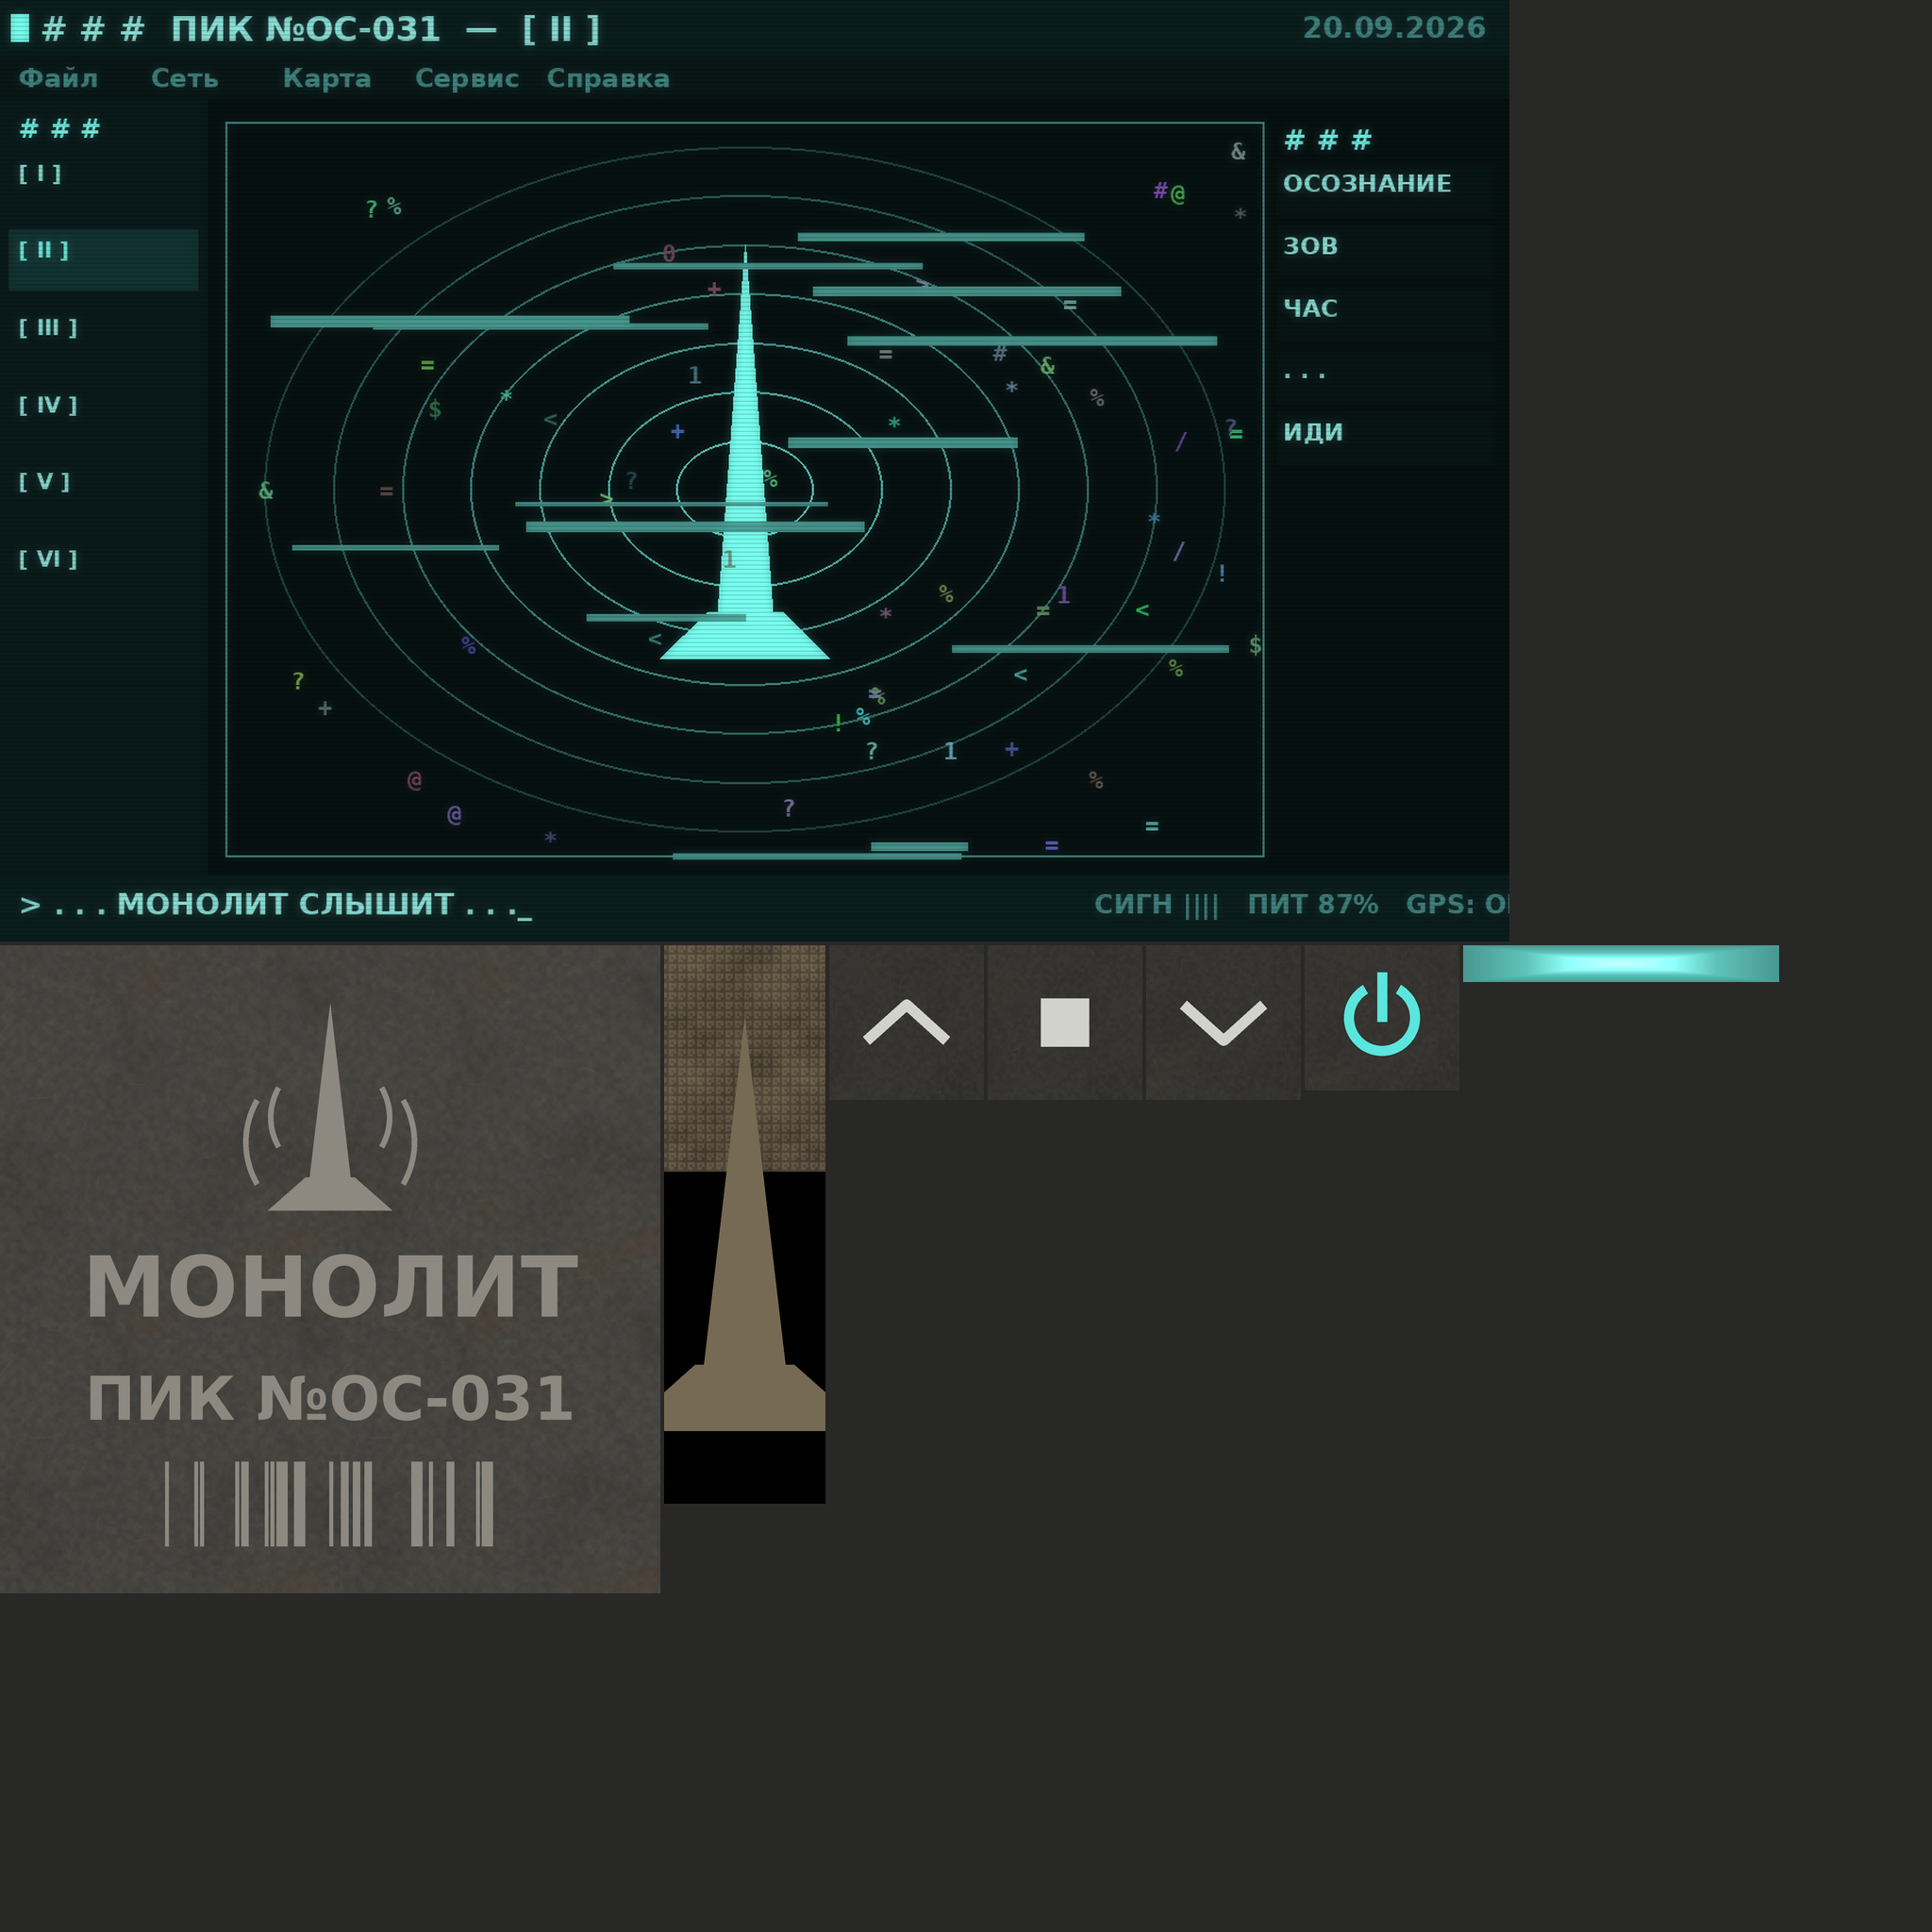 # # # ПИК №ОС-031 — [ II ]
20.09.2026
Файл Сеть Карта Сервис Справка
# # #
[ I ]
[ II ]
[ III ]
[ IV ]
[ V ]
[ VI ]
# # #
ОСОЗНАНИЕ
ЗОВ
ЧАС
. . .
ИДИ
> . . . МОНОЛИТ СЛЫШИТ . . ._
СИГН |||| ПИТ 87% GPS:
МОНОЛИТ
ПИК №ОС-031